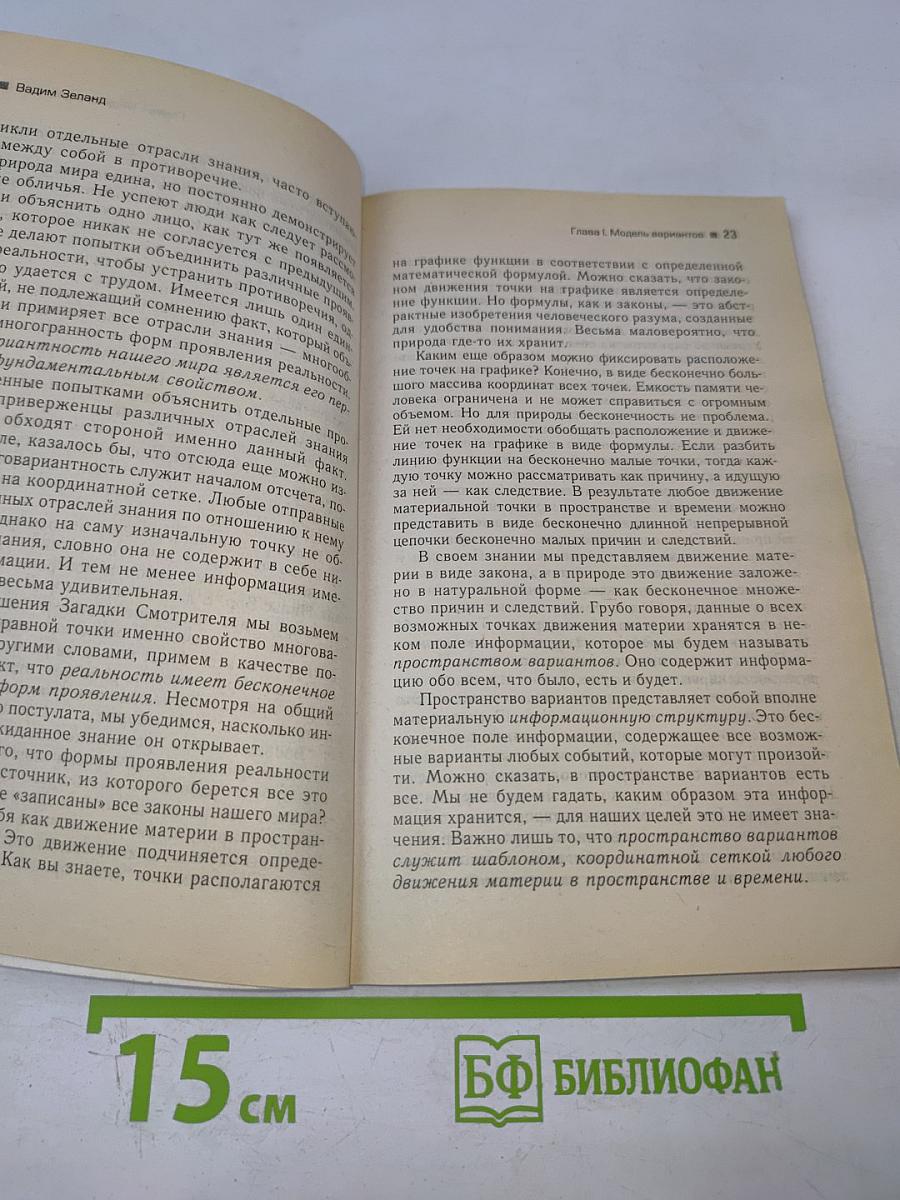 Вадим Зеланд
икли отдельные отрасли знания, часто вступая
между собой в противоречие.
рирода мира едина, но постоянно демонстрирует
е обличья. Не успеют люди как следует рассмо-
и объяснить одно лицо, как тут же появляется
, которое никак не согласуется с предыдущим.
е делают попытки объединить различные прояв-
реальности, чтобы устранить противоречия, од-
о удается с трудом. Имеется лишь один един-
й, не подлежащий сомнению факт, который объ-
и примиряет все отрасли знания — многооб-
многогранность форм проявления реальности.
риантность нашего мира является его пер-
фундаментальным свойством.
енные попытками объяснить отдельные про-
приверженцы различных отраслей знания
обходят стороной именно данный факт.
ле, казалось бы, что отсюда еще можно из-
говариантность служит началом отсчета, по-
на координатной сетке. Любые отправные
нных отраслей знания по отношению к нему
днако на саму изначальную точку не об-
ания, словно она не содержит в себе ни-
мации. И тем не менее информация име-
весьма удивительная.
шения Загадки Смотрителя мы возьмем
равной точки именно свойство многова-
ругими словами, примем в качестве по-
кт, что реальность имеет бесконечное
форм проявления. Несмотря на общий
о постулата, мы убедимся, насколько ин-
жиданное знание он открывает.
го, что формы проявления реальности
сточник, из которого берется все это
е «записаны» все законы нашего мира?
бя как движение материи в простран-
Это движение подчиняется опреде-
Как вы знаете, точки располагаются
Глава I. Модель вариантов 23
на графике функции в соответствии с определенной
математической формулой. Можно сказать, что зако-
ном движения точки на графике является определе-
ние функции. Но формулы, как и законы, — это абст-
рактные изобретения человеческого разума, созданные
для удобства понимания. Весьма маловероятно, что
природа где-то их хранит.
Каким еще образом можно фиксировать расположе-
ние точек на графике? Конечно, в виде бесконечно боль-
шого массива координат всех точек. Емкость памяти че-
ловека ограничена и не может справиться с огромным
объемом. Но для природы бесконечность не проблема.
Ей нет необходимости обобщать расположение и движе-
ние точек на графике в виде формулы. Если разбить
линию функции на бесконечно малые точки, тогда каж-
дую точку можно рассматривать как причину, а идущую
за ней — как следствие. В результате любое движение
материальной точки в пространстве и времени можно
представить в виде бесконечно длинной непрерывной
цепочки бесконечно малых причин и следствий.
В своем знании мы представляем движение мате-
рии в виде закона, а в природе это движение заложе-
но в натуральной форме — как бесконечное множе-
ство причин и следствий. Грубо говоря, данные о всех
возможных точках движения материи хранятся в не-
ком поле информации, которое мы будем называть
пространством вариантов. Оно содержит информа-
цию обо всем, что было, есть и будет.
Пространство вариантов представляет собой вполне
материальную информационную структуру. Это бес-
конечное поле информации, содержащее все возмож-
ные варианты любых событий, которые могут произой-
ти. Можно сказать, в пространстве вариантов есть
все. Мы не будем гадать, каким образом эта инфор-
мация хранится, — для наших целей это не имеет зна-
чения. Важно лишь то, что пространство вариантов
служит шаблоном, координатной сеткой любого
движения материи в пространстве и времени.
15 см
БФ БИБЛИОФАН